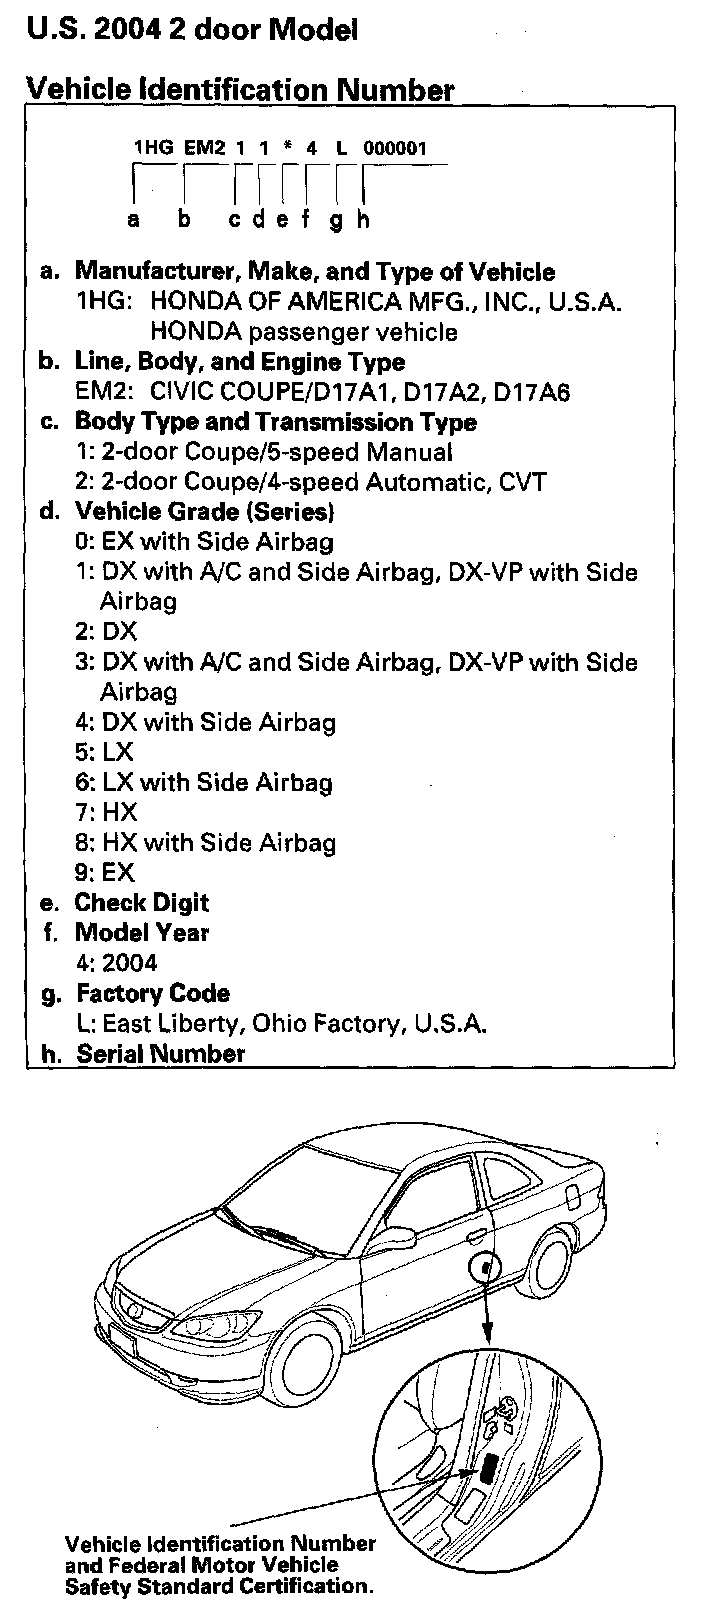 U.S. 2004 2 door Model
Vehicle Identification Number
1HG EM2 1 1 * 4 L 000001
a b c d e f g h
a. Manufacturer, Make, and Type of Vehicle
1HG: HONDA OF AMERICA MFG., INC., U.S.A.
HONDA passenger vehicle
b. Line, Body, and Engine Type
EM2: CIVIC COUPE/D17A1, D17A2, D17A6
c. Body Type and Transmission Type
1: 2-door Coupe/5-speed Manual
2: 2-door Coupe/4-speed Automatic, CVT
d. Vehicle Grade (Series)
0: EX with Side Airbag
1: DX with A/C and Side Airbag, DX-VP with Side
Airbag
2: DX
3: DX with A/C and Side Airbag, DX-VP with Side
Airbag
4: DX with Side Airbag
5: LX
6: LX with Side Airbag
7: HX
8: HX with Side Airbag
9: EX
e. Check Digit
f. Model Year
4: 2004
g. Factory Code
L: East Liberty, Ohio Factory, U.S.A.
h. Serial Number
Vehicle Identification Number
and Federal Motor Vehicle
Safety Standard Certification.